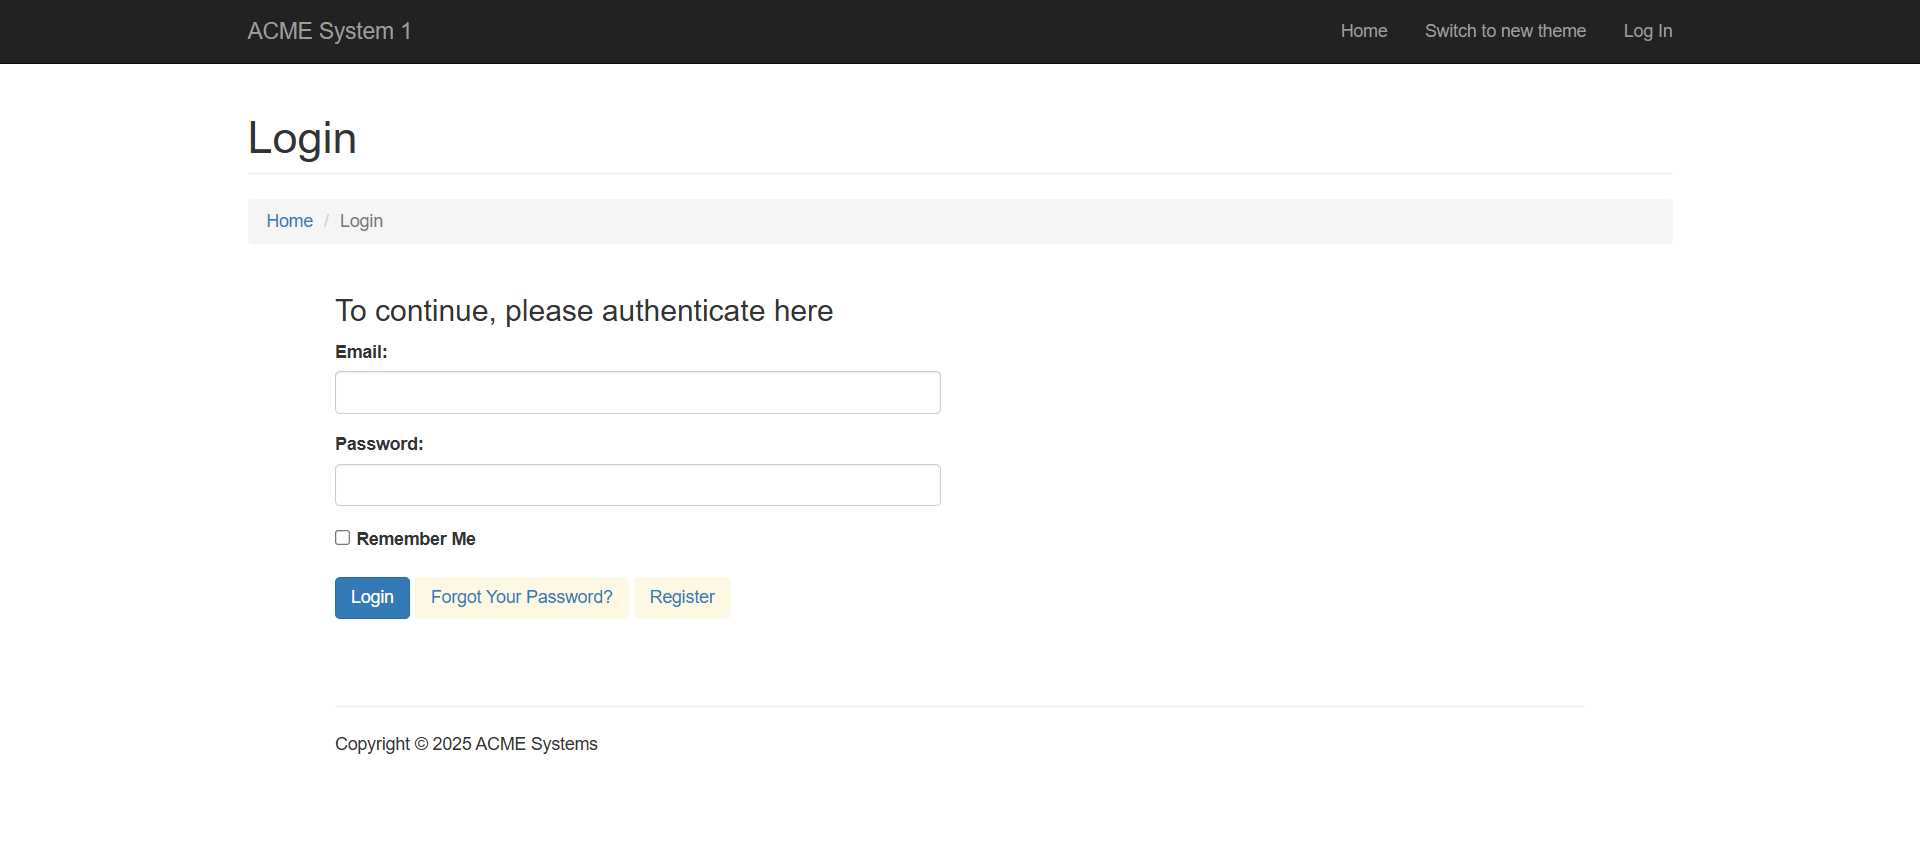 ACME System 1
Home
Switch to new theme
Log In
Login
Home / Login
To continue, please authenticate here
Email:
Password:
Remember Me
Login
Forgot Your Password?
Register
Copyright © 2025 ACME Systems